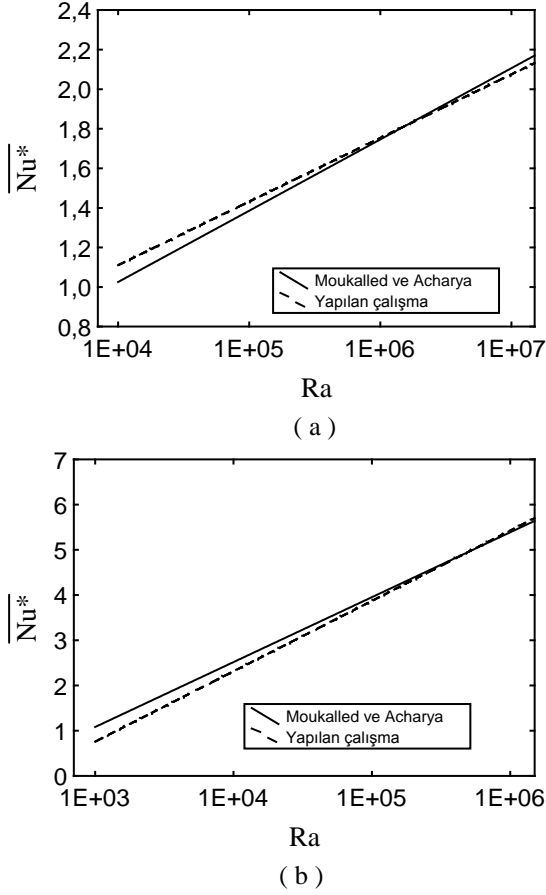 2,4
2,2
2,0
1,8
1,6
1,4
1,2
1,0
0,8
Nu*
Moukalled ve Acharya
Yapılan çalışma
1E+04 1E+05 1E+06 1E+07
Ra
( a )
7
6
5
4
3
2
1
0
Nu*
Moukalled ve Acharya
Yapılan çalışma
1E+03 1E+04 1E+05 1E+06
Ra
( b )